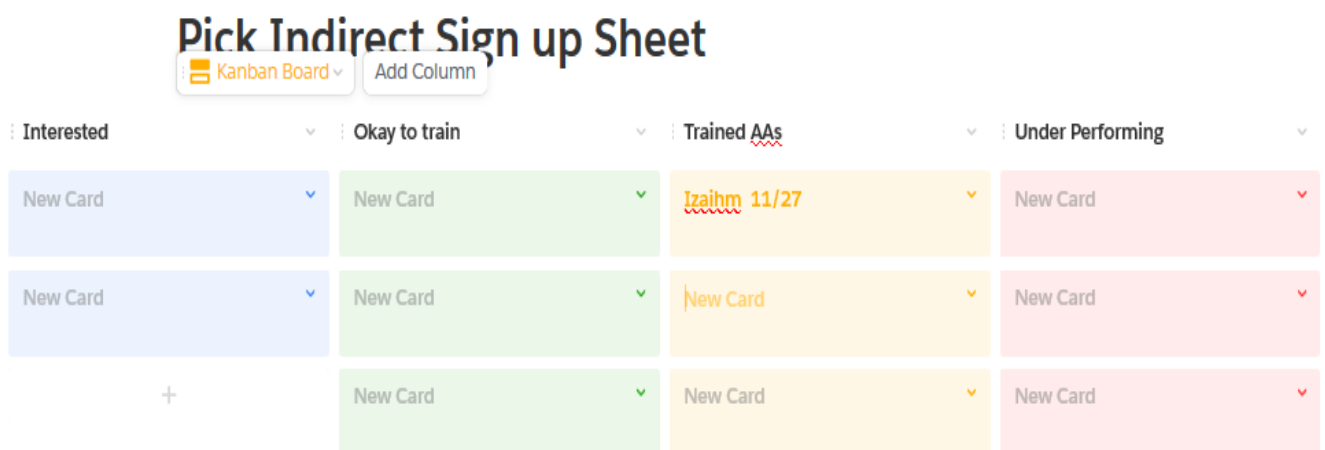 Pick Indirect Sign up Sheet
Kanban Board Add Column
Interested Okay to train Trained AAs Under Performing
New Card New Card Izaihm 11/27 New Card
New Card New Card New Card New Card
+ New Card New Card New Card